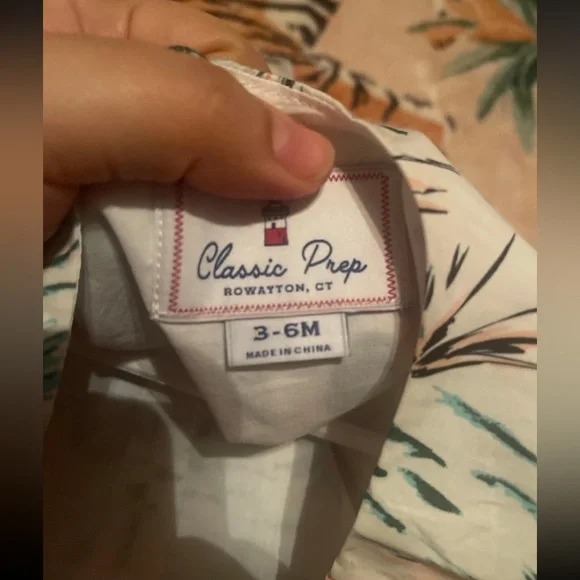 Classic Prep
ROWAYTON, CT
3-6M
MADE IN CHINA